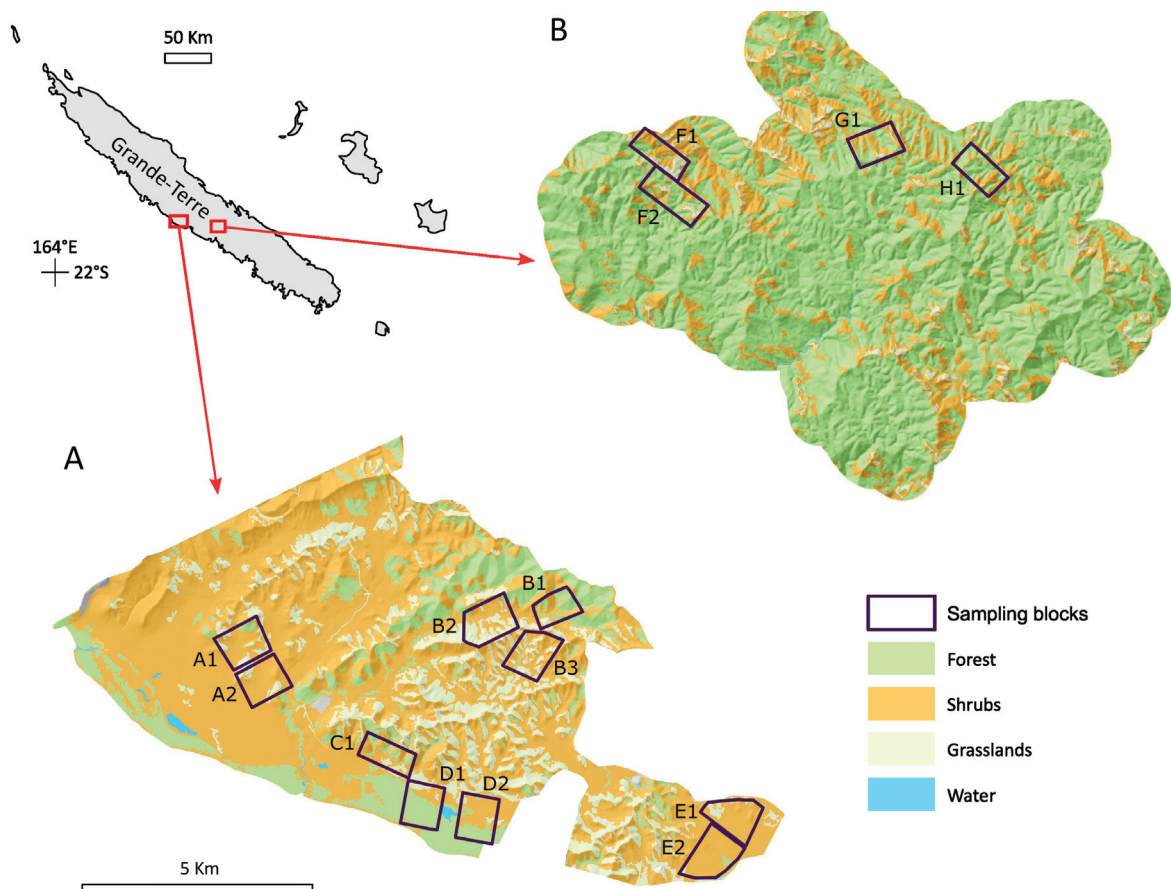 50 Km
B
Grande-Terre
164°E
22°S
F1
F2
G1
H1
A
A1
A2
B1
B2
B3
C1
D1
D2
E1
E2
5 Km
Sampling blocks
Forest
Shrubs
Grasslands
Water